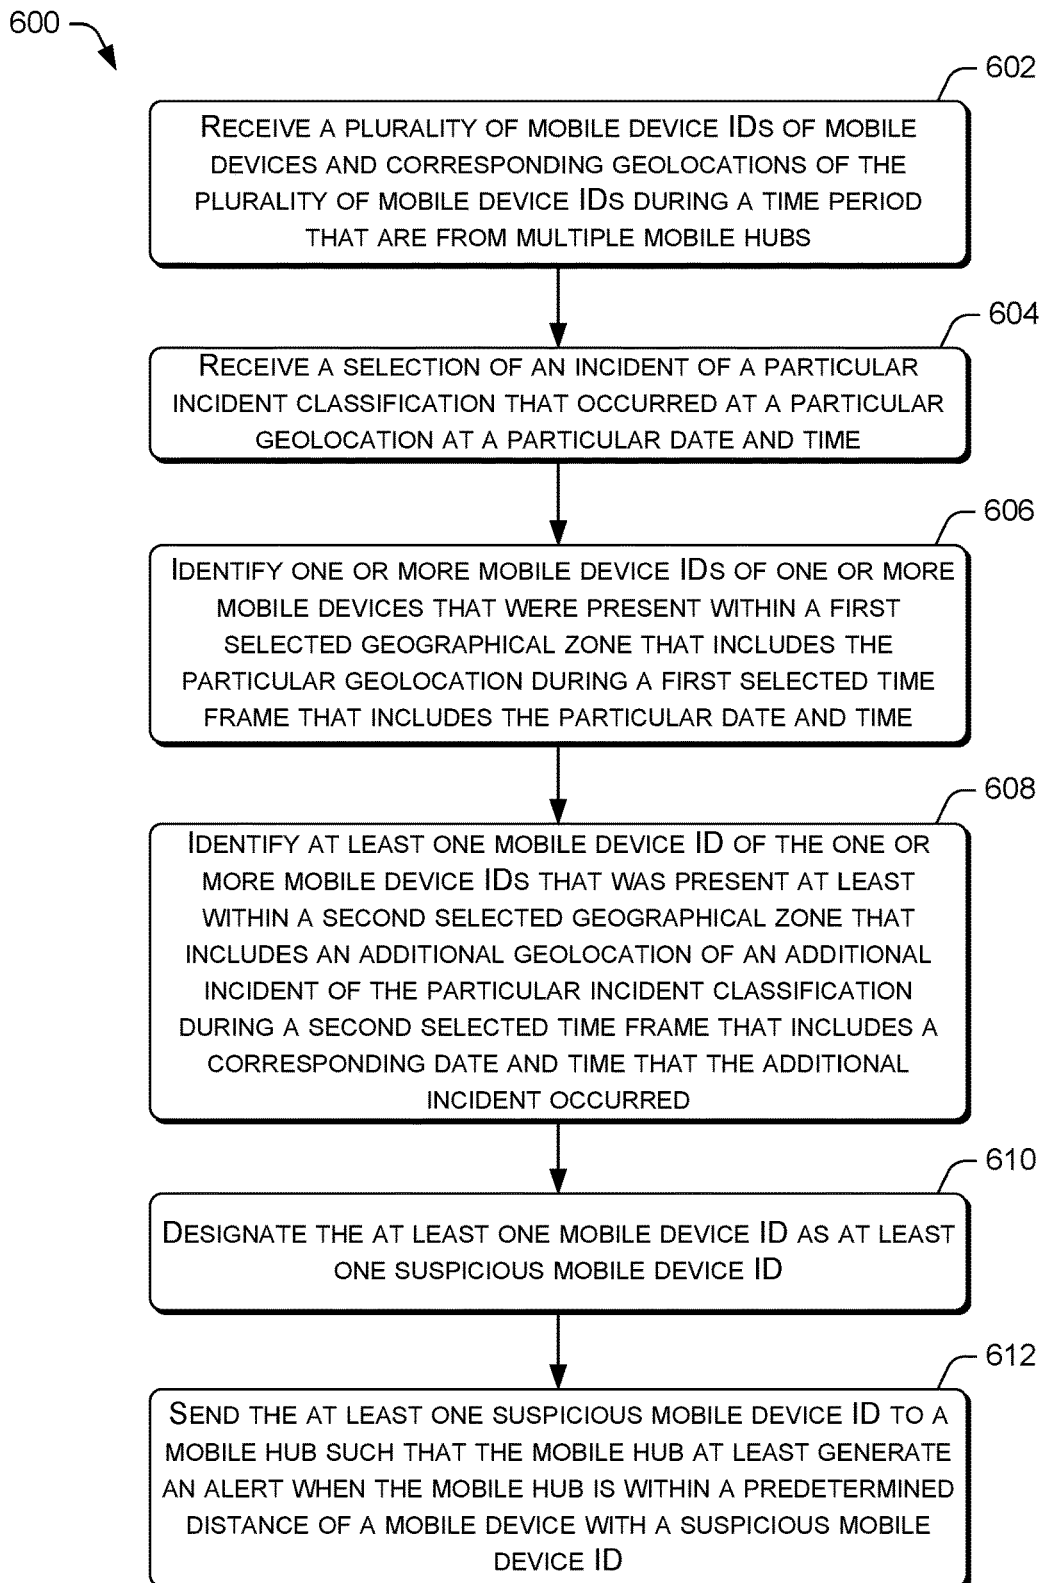 600
602
RECEIVE A PLURALITY OF MOBILE DEVICE IDS OF MOBILE
DEVICES AND CORRESPONDING GEOLOCATIONS OF THE
PLURALITY OF MOBILE DEVICE IDS DURING A TIME PERIOD
THAT ARE FROM MULTIPLE MOBILE HUBS
604
RECEIVE A SELECTION OF AN INCIDENT OF A PARTICULAR
INCIDENT CLASSIFICATION THAT OCCURRED AT A PARTICULAR
GEOLOCATION AT A PARTICULAR DATE AND TIME
606
IDENTIFY ONE OR MORE MOBILE DEVICE IDS OF ONE OR MORE
MOBILE DEVICES THAT WERE PRESENT WITHIN A FIRST
SELECTED GEOGRAPHICAL ZONE THAT INCLUDES THE
PARTICULAR GEOLOCATION DURING A FIRST SELECTED TIME
FRAME THAT INCLUDES THE PARTICULAR DATE AND TIME
608
IDENTIFY AT LEAST ONE MOBILE DEVICE ID OF THE ONE OR
MORE MOBILE DEVICE IDS THAT WAS PRESENT AT LEAST
WITHIN A SECOND SELECTED GEOGRAPHICAL ZONE THAT
INCLUDES AN ADDITIONAL GEOLOCATION OF AN ADDITIONAL
INCIDENT OF THE PARTICULAR INCIDENT CLASSIFICATION
DURING A SECOND SELECTED TIME FRAME THAT INCLUDES A
CORRESPONDING DATE AND TIME THAT THE ADDITIONAL
INCIDENT OCCURRED
610
DESIGNATE THE AT LEAST ONE MOBILE DEVICE ID AS AT LEAST
ONE SUSPICIOUS MOBILE DEVICE ID
612
SEND THE AT LEAST ONE SUSPICIOUS MOBILE DEVICE ID TO A
MOBILE HUB SUCH THAT THE MOBILE HUB AT LEAST GENERATE
AN ALERT WHEN THE MOBILE HUB IS WITHIN A PREDETERMINED
DISTANCE OF A MOBILE DEVICE WITH A SUSPICIOUS MOBILE
DEVICE ID